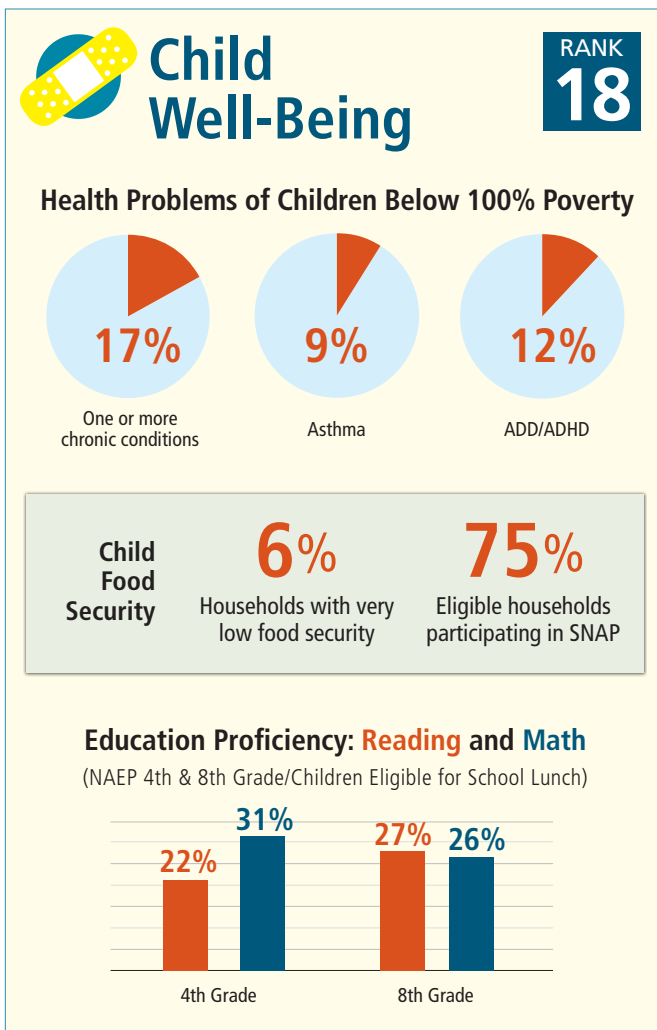 Child
Well-Being
RANK
18
Health Problems of Children Below 100% Poverty
17%
One or more
chronic conditions
9%
Asthma
12%
ADD/ADHD
Child
Food
Security
6%
Households with very
low food security
75%
Eligible households
participating in SNAP
Education Proficiency: Reading and Math
(NAEP 4th & 8th Grade/Children Eligible for School Lunch)
22%
31%
27%
26%
4th Grade
8th Grade